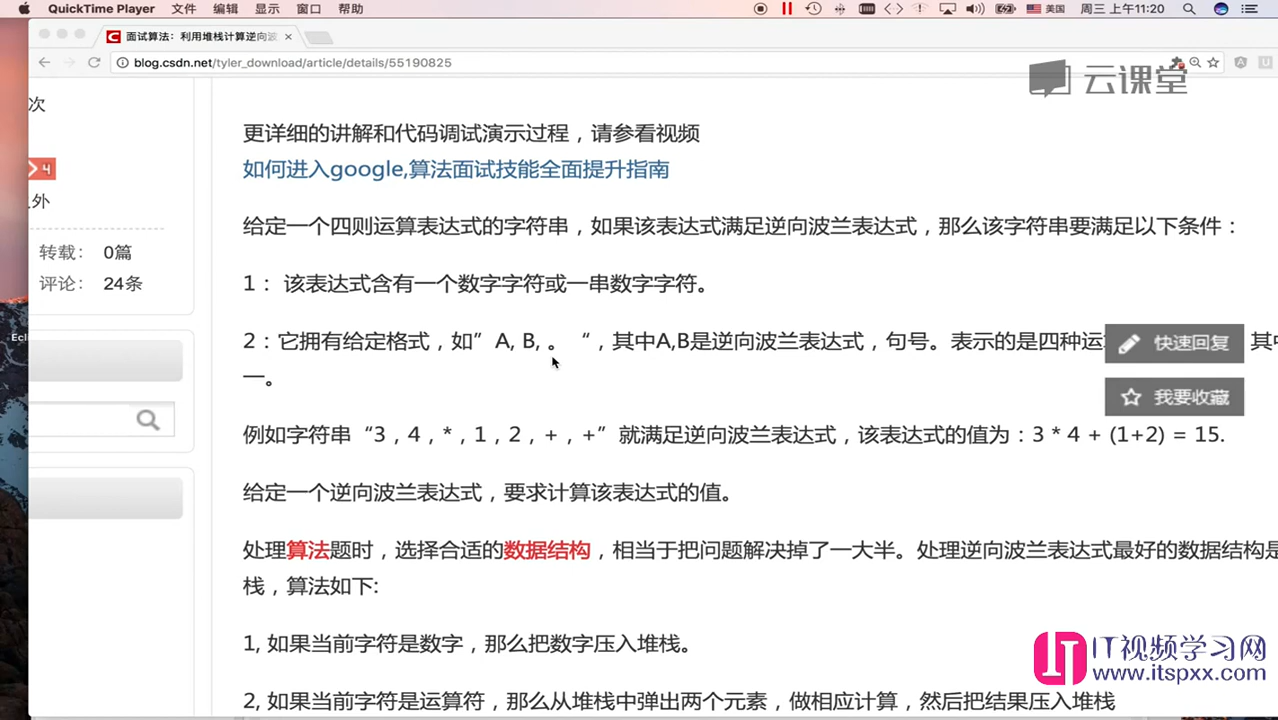 QuickTime Player 文件 编辑 显示 窗口 帮助 美国 周三 上午11:20
面试算法：利用堆栈计算逆向波
blog.csdn.net/tyler_download/article/details/55190825
云课堂
次
4
外
转载： 0篇
评论： 24条
更详细的讲解和代码调试演示过程，请参看视频
如何进入google,算法面试技能全面提升指南
给定一个四则运算表达式的字符串，如果该表达式满足逆向波兰表达式，那么该字符串要满足以下条件：
1： 该表达式含有一个数字字符或一串数字字符。
2：它拥有给定格式，如” A, B, 。 “，其中A,B是逆向波兰表达式，句号。表示的是四种运 其中
一。
快速回复
我要收藏
例如字符串“3，4，*，1，2，+，+”就满足逆向波兰表达式，该表达式的值为：3 * 4 + (1+2) = 15.
给定一个逆向波兰表达式，要求计算该表达式的值。
处理算法题时，选择合适的数据结构，相当于把问题解决掉了一大半。处理逆向波兰表达式最好的数据结构是
栈，算法如下:
1, 如果当前字符是数字，那么把数字压入堆栈。
2, 如果当前字符是运算符，那么从堆栈中弹出两个元素，做相应计算，然后把结果压入堆栈
IT视频学习网
www.itspxx.com